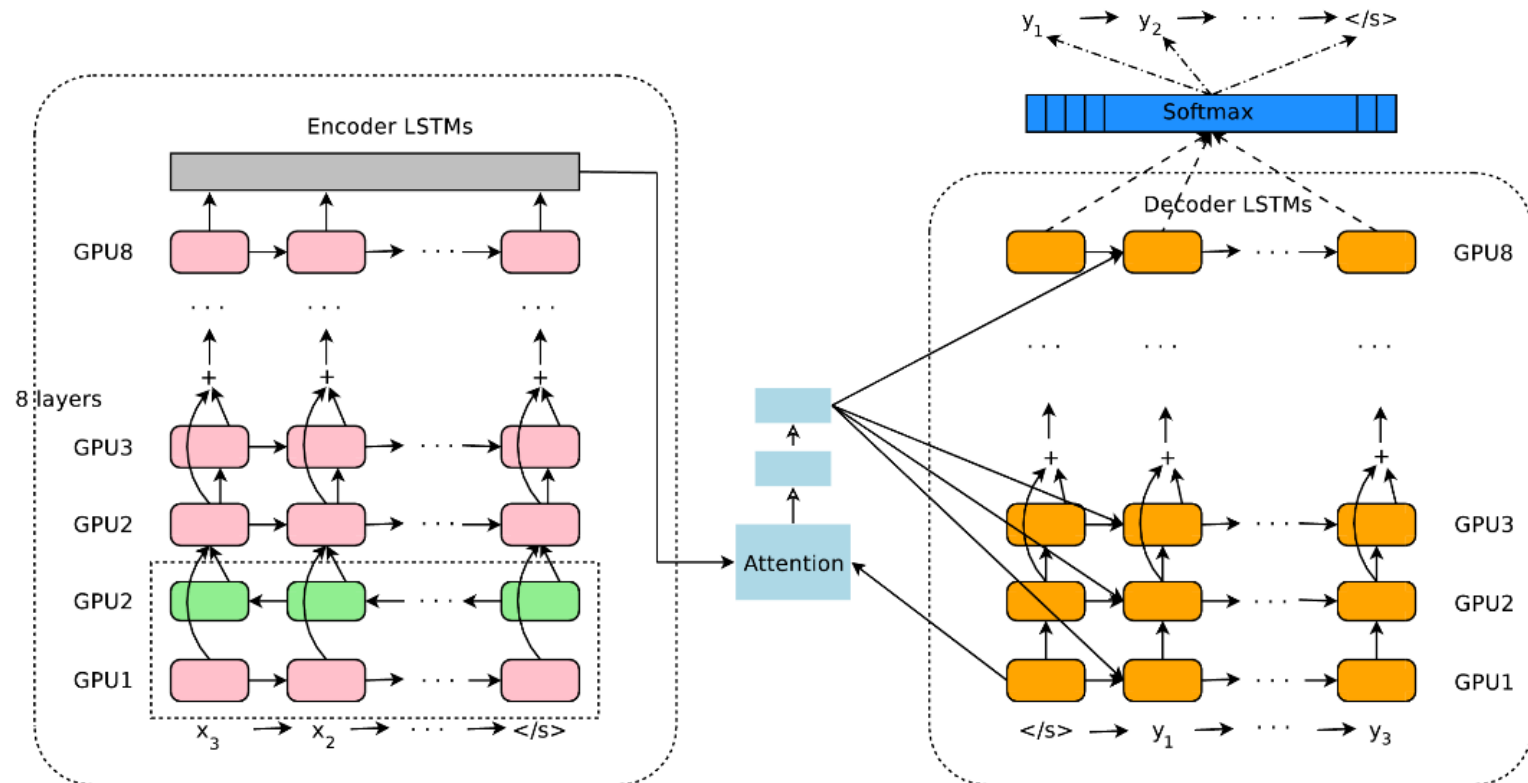 y1 → y2 → ··· → </s>
Softmax
Encoder LSTMs
Decoder LSTMs
GPU8
GPU8
···
···
···
···
···
···
···
···
+
+
+
8 layers
GPU3
···
+
+
+
GPU2
···
GPU3
···
Attention
GPU2
···
GPU2
···
GPU1
···
GPU1
···
x3 → x2 → ··· → </s>
</s> → y1 → ··· → y3